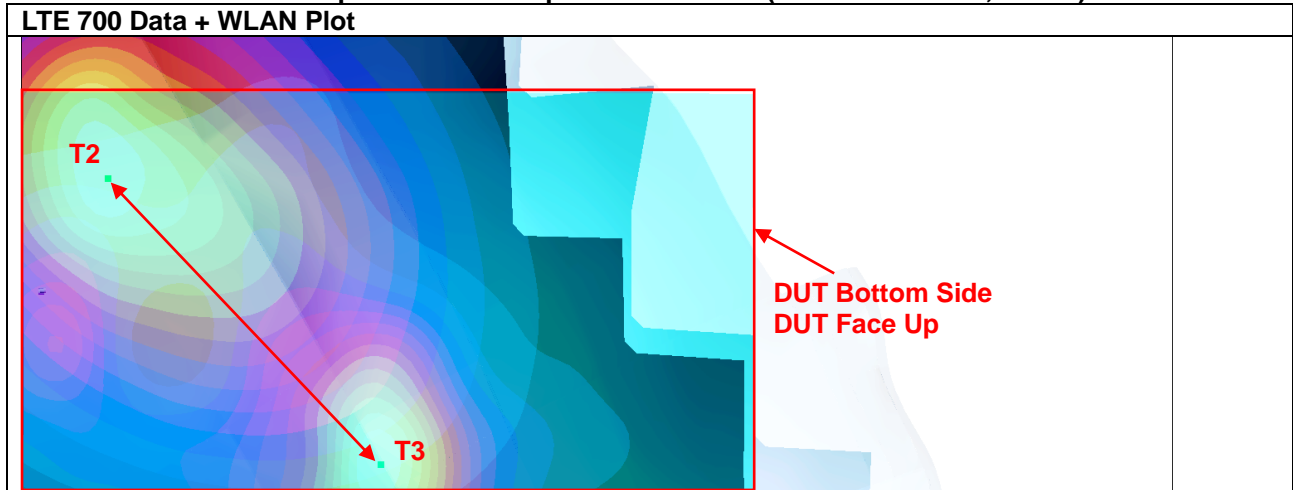 LTE 700 Data + WLAN Plot
T2
DUT Bottom Side
DUT Face Up
T3